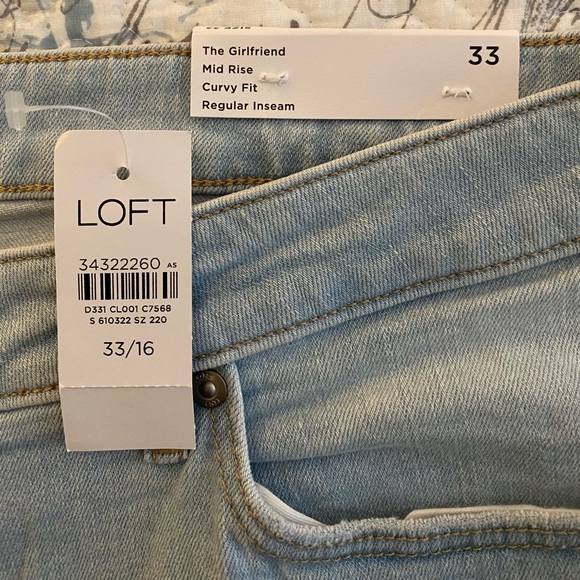 The Girlfriend
Mid Rise
Curvy Fit
Regular Inseam
33
LOFT
34322260 AS
D331 CL001 C7568
S 610322 SZ 220
33/16